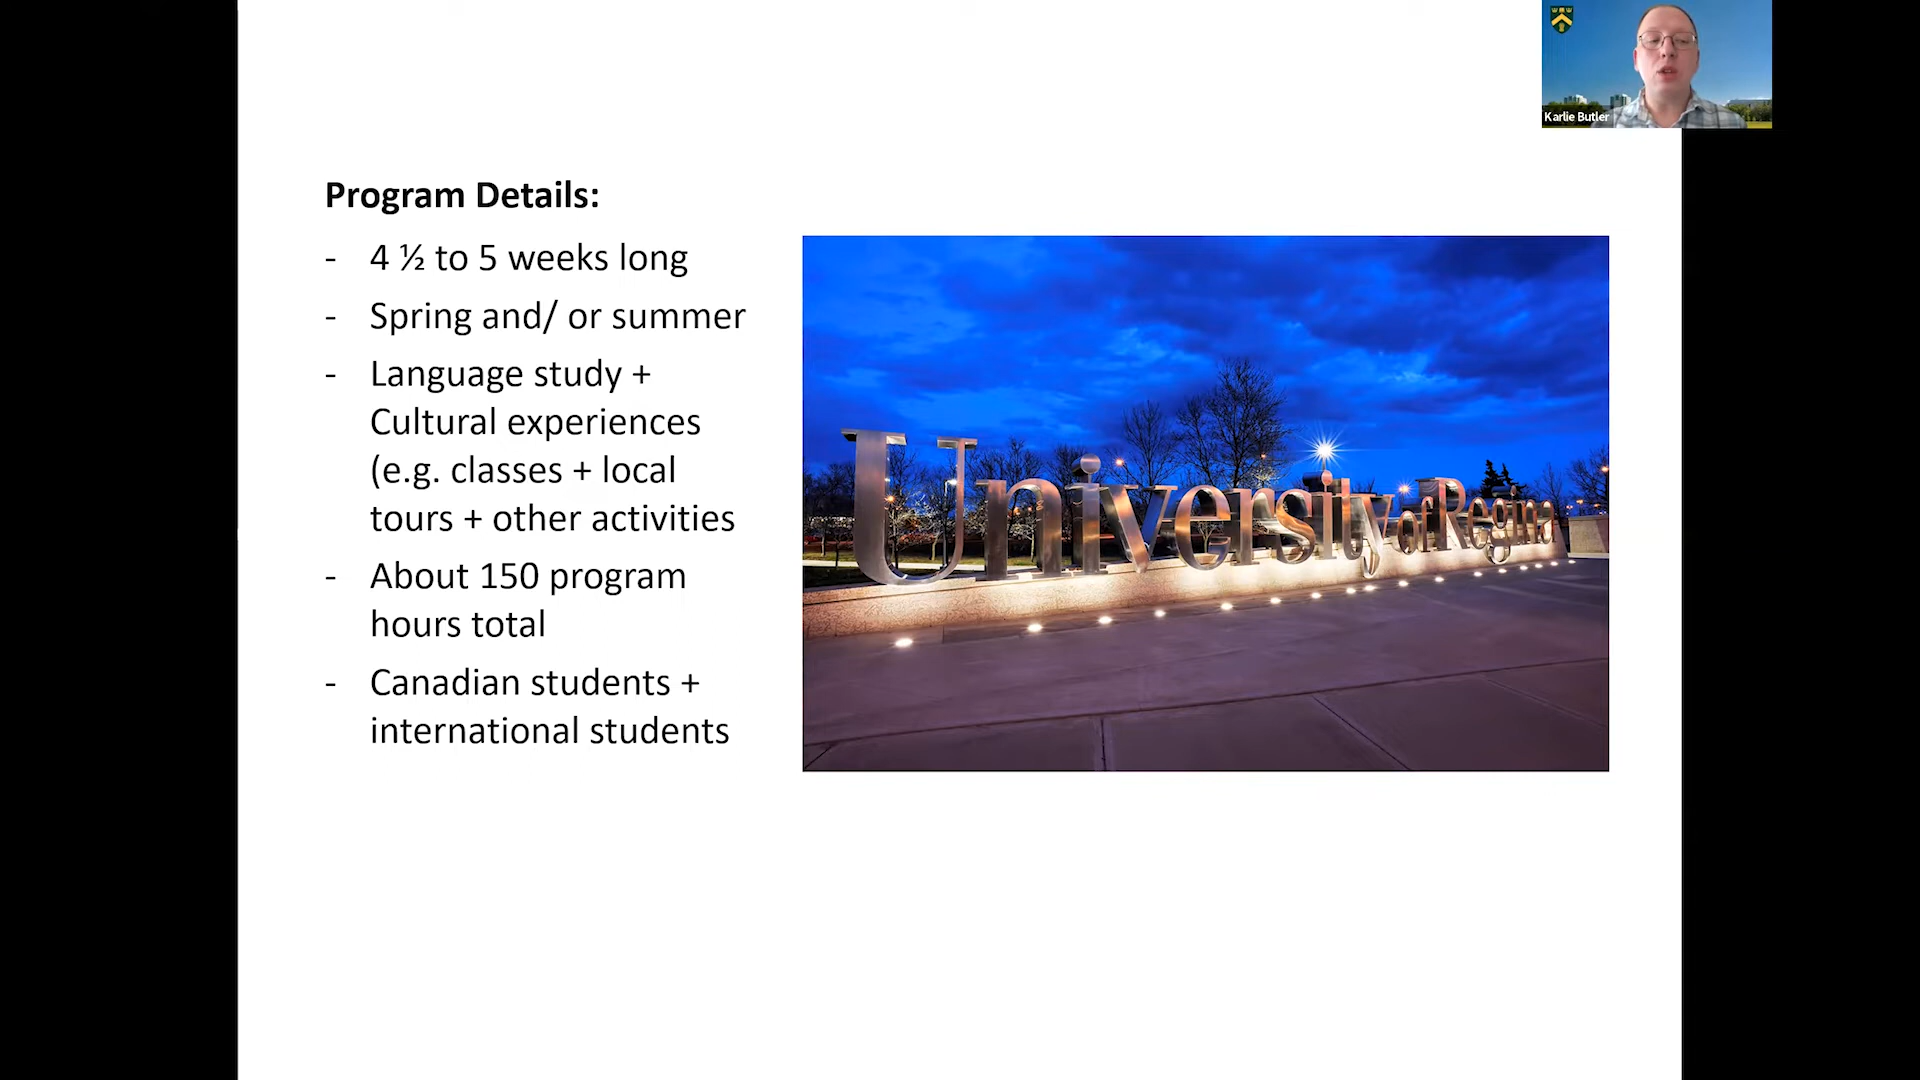 Karlie Butler
Program Details:
- 4 ½ to 5 weeks long
- Spring and/ or summer
- Language study +
Cultural experiences
(e.g. classes + local
tours + other activities
- About 150 program
hours total
- Canadian students +
international students
University of Regina